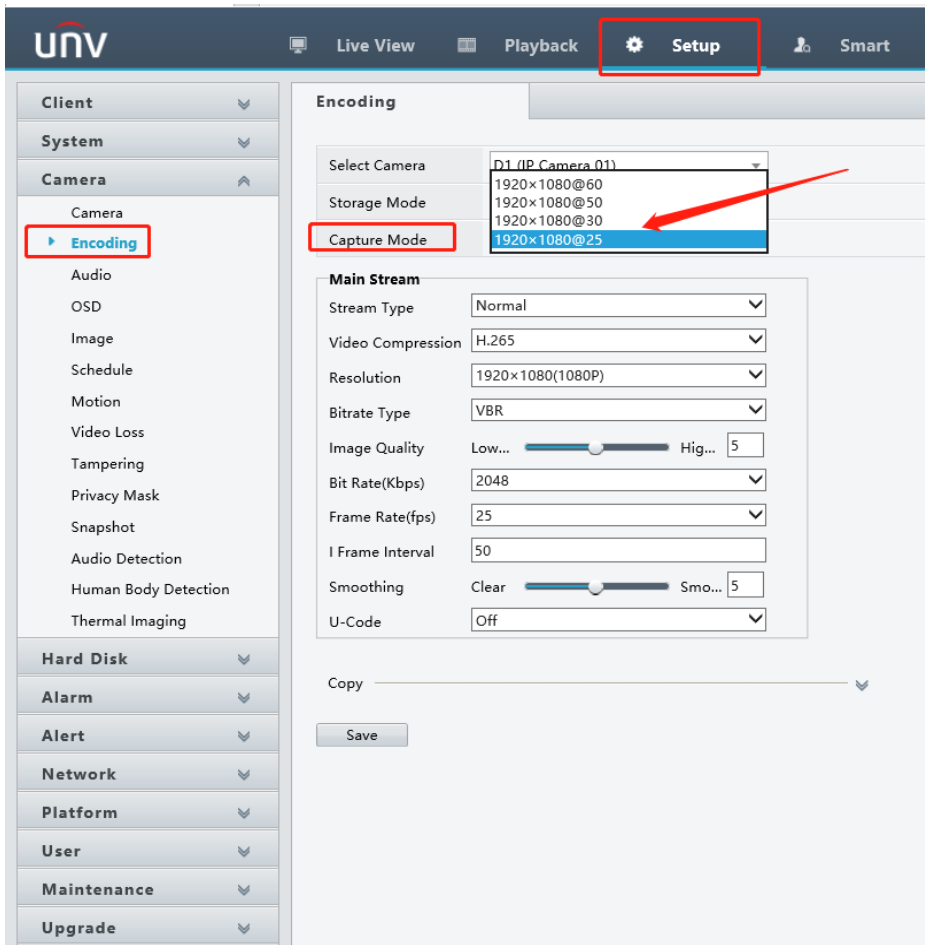 unv
Live View
Playback
Setup
Smart
Client
System
Camera
Camera
Encoding
Audio
OSD
Image
Schedule
Motion
Video Loss
Tampering
Privacy Mask
Snapshot
Audio Detection
Human Body Detection
Thermal Imaging
Hard Disk
Alarm
Alert
Network
Platform
User
Maintenance
Upgrade
Encoding
Select Camera D1 (IP Camera 01)
Storage Mode
Capture Mode
1920×1080@60
1920×1080@50
1920×1080@30
1920×1080@25
Main Stream
Stream Type Normal
Video Compression H.265
Resolution 1920×1080(1080P)
Bitrate Type VBR
Image Quality Low... Hig... 5
Bit Rate(Kbps) 2048
Frame Rate(fps) 25
I Frame Interval 50
Smoothing Clear Smo... 5
U-Code Off
Copy
Save